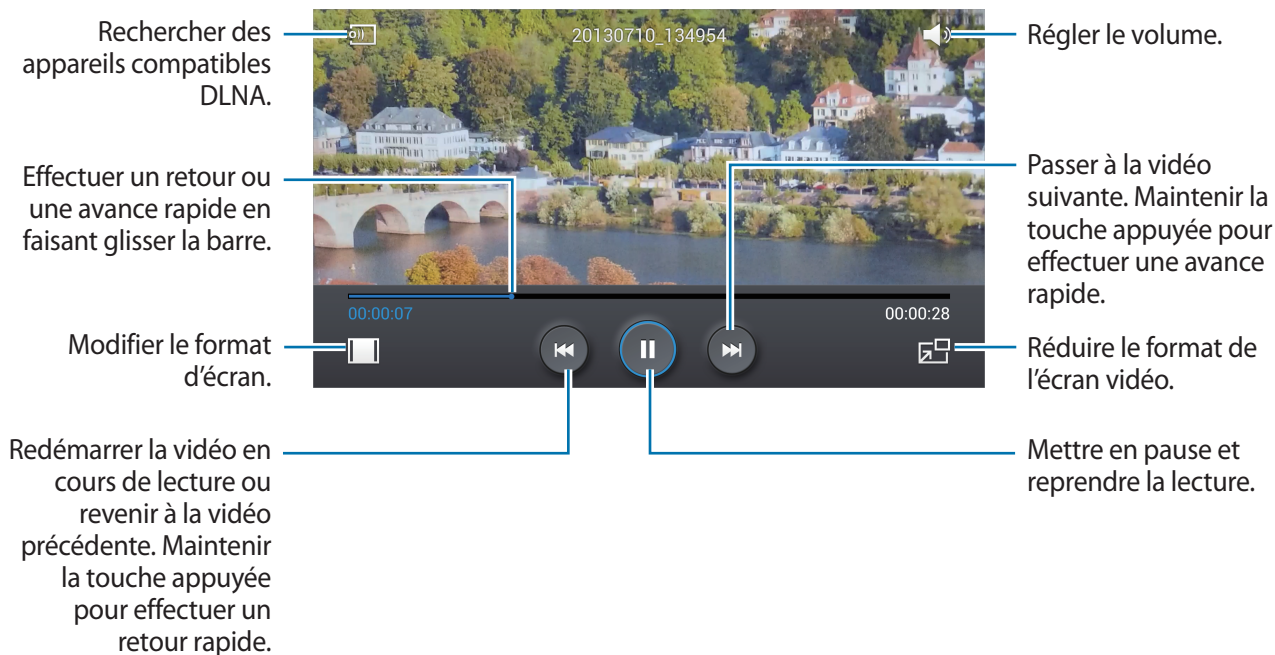 Rechercher des
appareils compatibles
DLNA.
20130710_134954
Régler le volume.
Effectuer un retour ou
une avance rapide en
faisant glisser la barre.
Passer à la vidéo
suivante. Maintenir la
touche appuyée pour
effectuer une avance
rapide.
00:00:07
00:00:28
Modifier le format
d'écran.
Réduire le format de
l'écran vidéo.
Redémarrer la vidéo en
cours de lecture ou
revenir à la vidéo
précédente. Maintenir
la touche appuyée
pour effectuer un
retour rapide.
Mettre en pause et
reprendre la lecture.